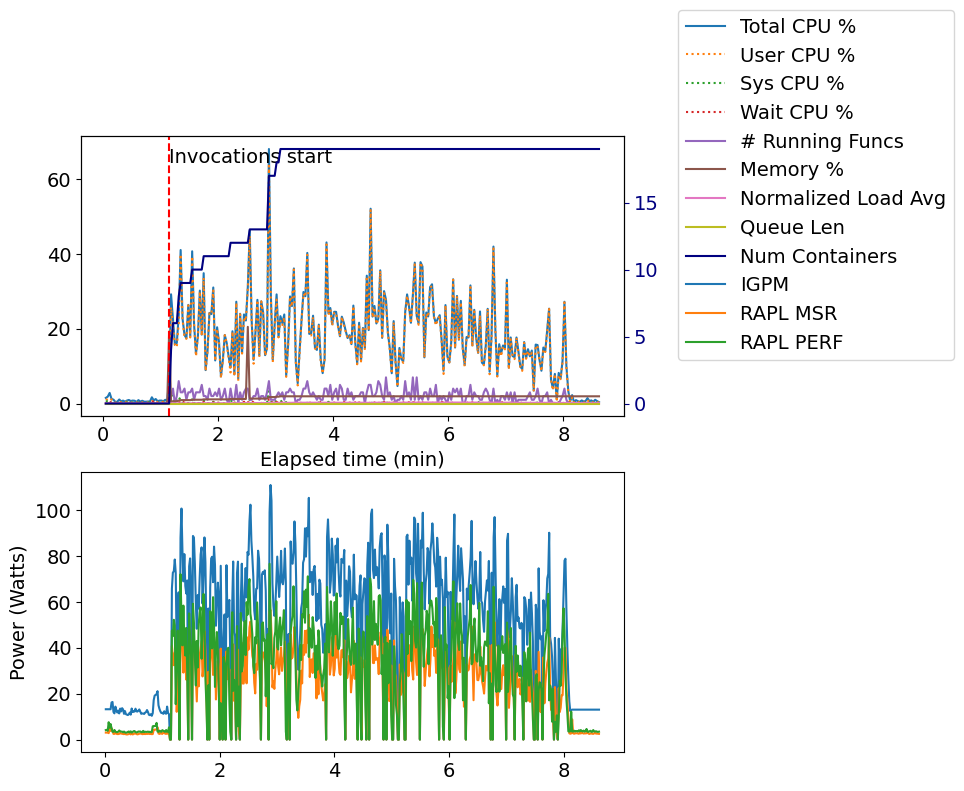 Total CPU %
User CPU %
Sys CPU %
Wait CPU %
# Running Funcs
Memory %
Normalized Load Avg
Queue Len
Num Containers
IGPM
RAPL MSR
RAPL PERF
Invocations start
60
40
20
0
15
10
5
0
0 2 4 6 8
Elapsed time (min)
Power (Watts)
100
80
60
40
20
0
0 2 4 6 8